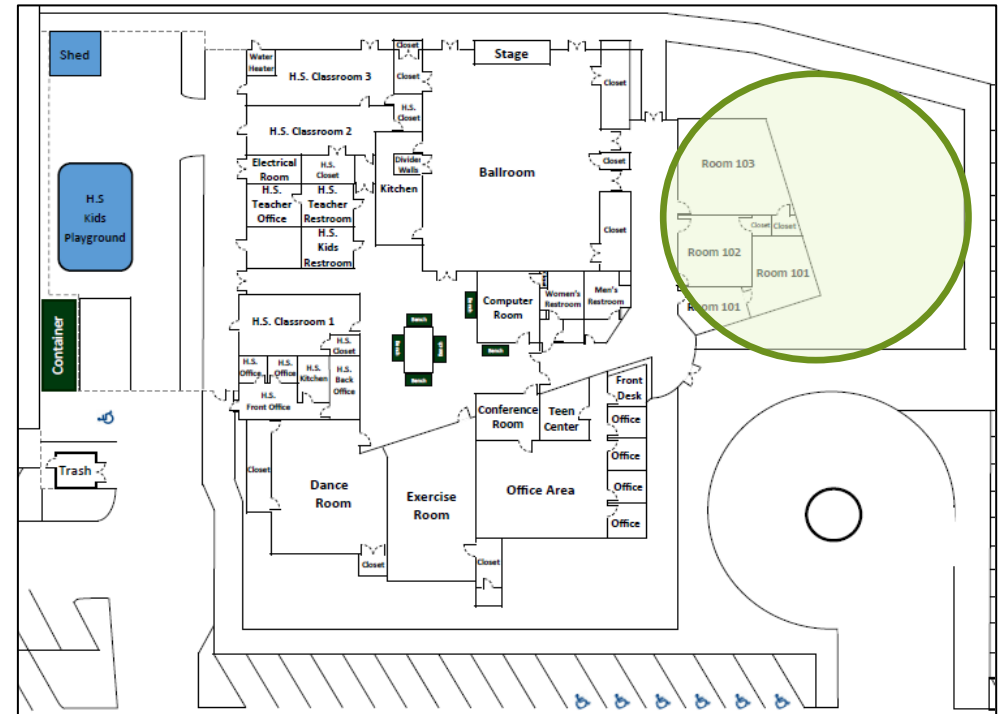 Shed
Water
Heater
H.S. Classroom 3
Closet
Closet
Stage
Closet
H.S.
Closet
H.S. Classroom 2
Electrical
Room
H.S.
Closet
Divider
Walls
Kitchen
Ballroom
Closet
Room 103
H.S.
Teacher
Office
H.S.
Teacher
Restroom
H.S.
Kids
Restroom
H.S
Kids
Playground
Closet
Closet
Closet
Room 102
Room 101
Room 101
Computer
Room
Women's
Restroom
Men's
Restroom
Bench
Bench
Bench
Bench
Bench
Bench
Container
H.S. Classroom 1
H.S.
Closet
H.S.
Office
H.S.
Office
H.S.
Kitchen
H.S.
Back
Office
H.S.
Front Office
Conference
Room
Teen
Center
Front
Desk
Office
Office
Office
Office
Office Area
Trash
Closet
Dance
Room
Exercise
Room
Closet
Closet